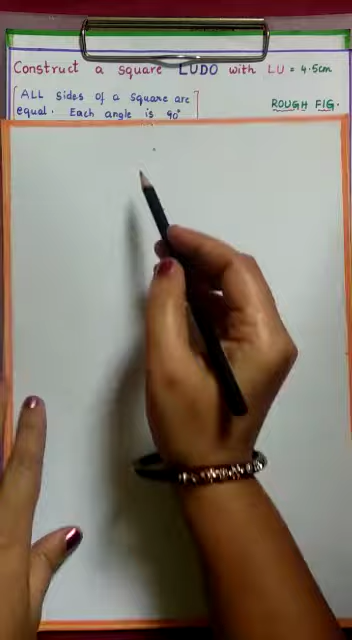 Construct a square LUDO with LU = 4.5cm
[ALL sides of a square are
equal. Each angle is 90°]
ROUGH FIG.